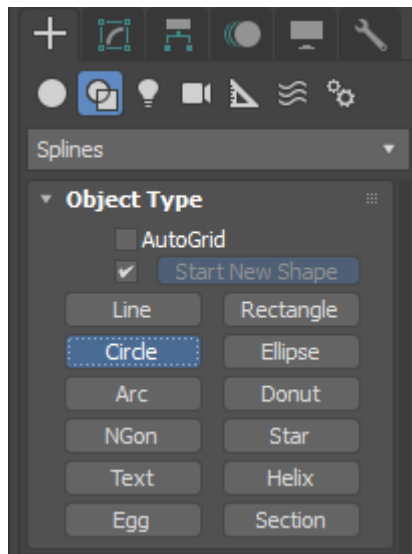 Splines
Object Type
AutoGrid
Start New Shape
Line Rectangle
Circle Ellipse
Arc Donut
NGon Star
Text Helix
Egg Section